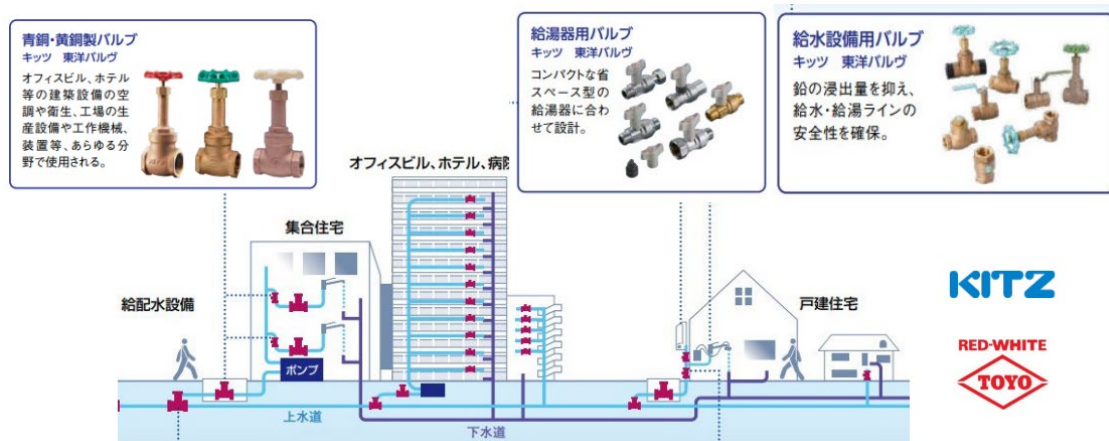 青銅・黄銅製バルブ
キッツ 東洋バルヴ
オフィスビル、ホテル
等の建築設備の空
調や衛生、工場の生
産設備や工作機械、
装置等、あらゆる分
野で使用される。
給湯器用バルブ
キッツ 東洋バルヴ
コンパクトな省
スペース型の
給湯器に合わ
せて設計。
給水設備用バルブ
キッツ 東洋バルヴ
鉛の浸出量を抑え、
給水・給湯ラインの
安全性を確保。
オフィスビル、ホテル、病院
集合住宅
給配水設備
戸建住宅
ポンプ
上水道
下水道
KITZ
RED-WHITE
TOYO